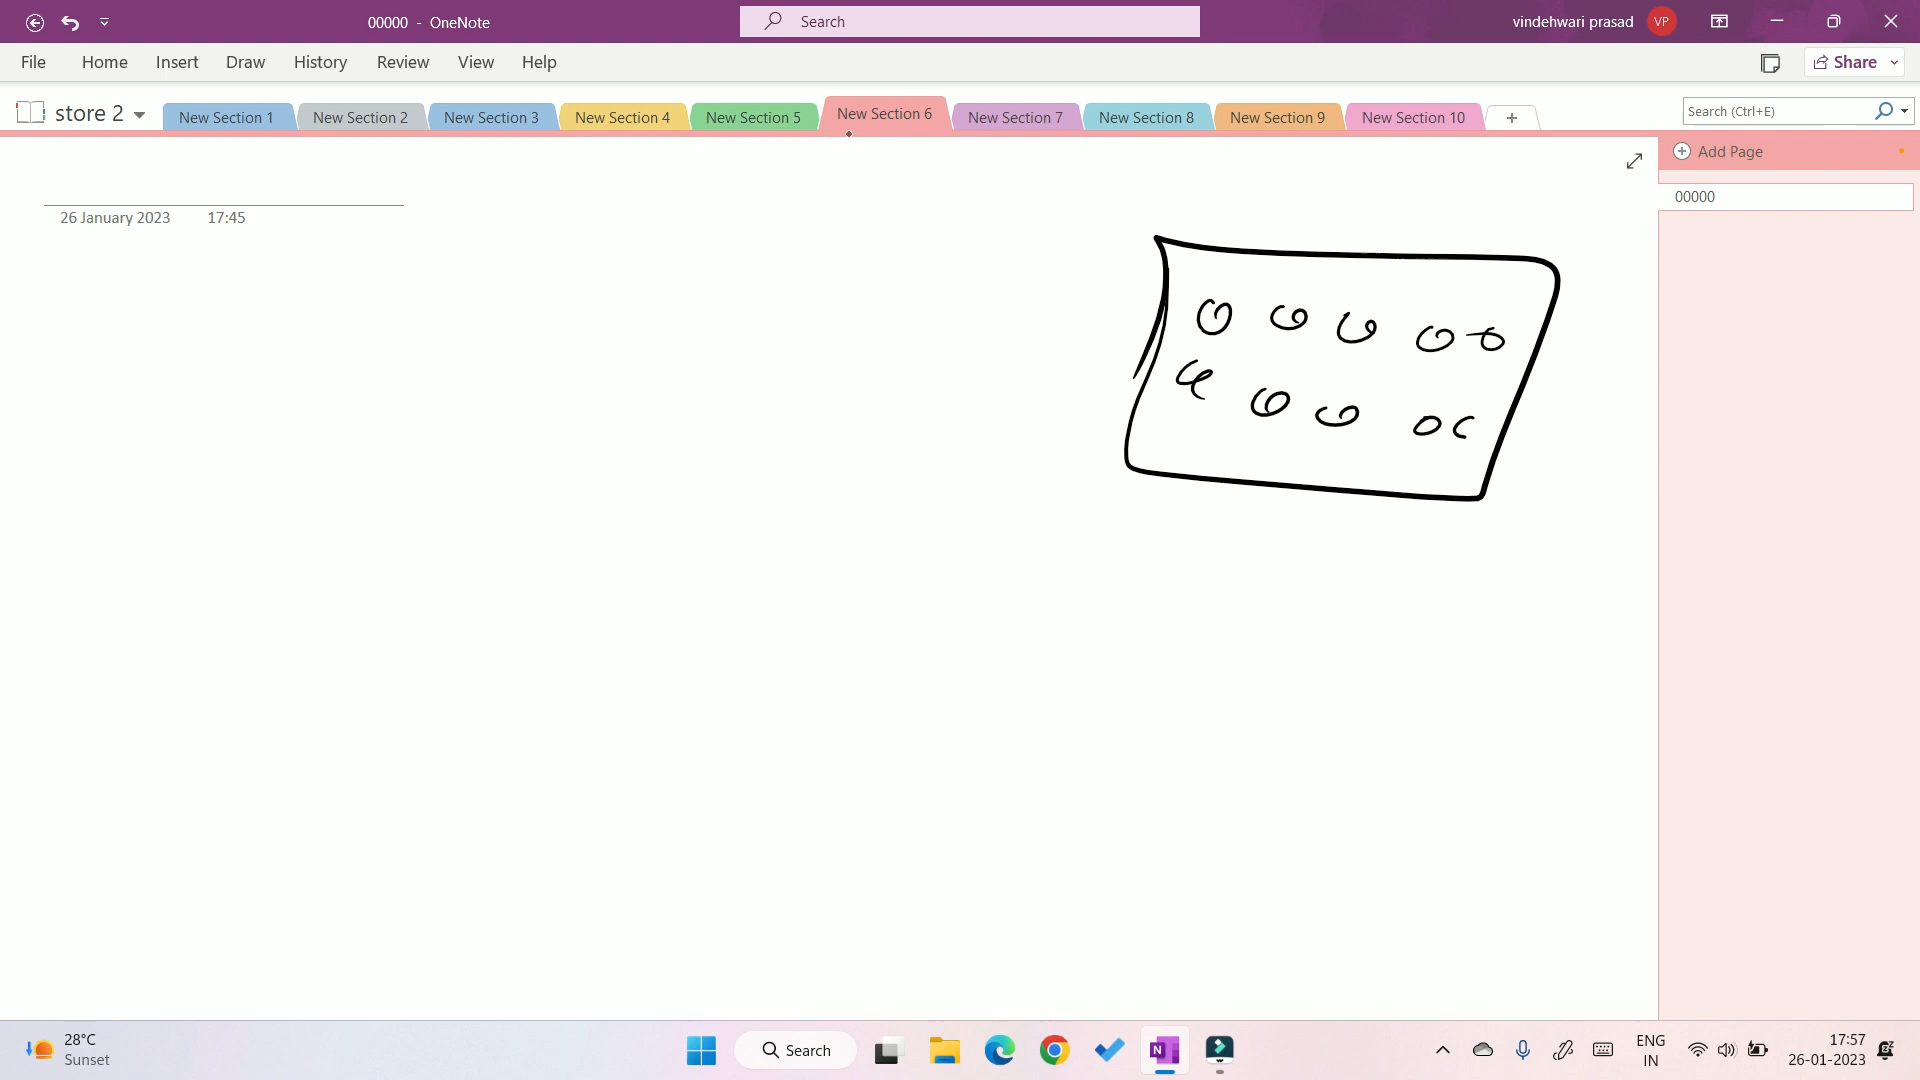 00000 - OneNote
Search
vindehwari prasad VP
File Home Insert Draw History Review View Help
Share
store 2
New Section 1 New Section 2 New Section 3 New Section 4 New Section 5 New Section 6 New Section 7 New Section 8 New Section 9 New Section 10 +
Search (Ctrl+E)
Add Page
00000
26 January 2023 17:45
28°C
Sunset
Search
ENG
IN
17:57
26-01-2023